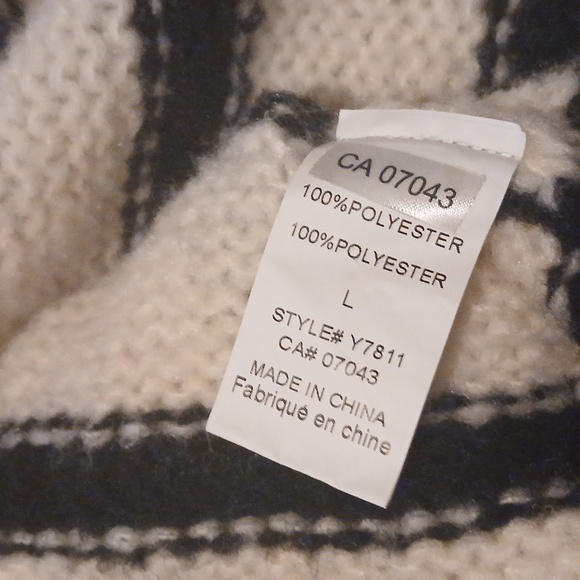 CA 07043
100%POLYESTER
100%POLYESTER
L
STYLE# Y7811
CA# 07043
MADE IN CHINA
Fabriqué en chine